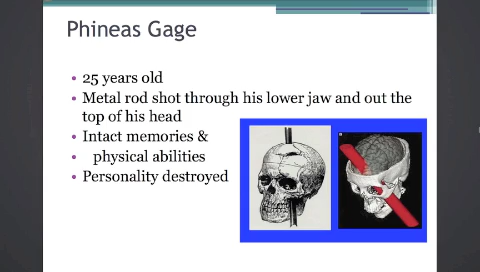 Phineas Gage
• 25 years old
• Metal rod shot through his lower jaw and out the
top of his head
• Intact memories &
• physical abilities
• Personality destroyed